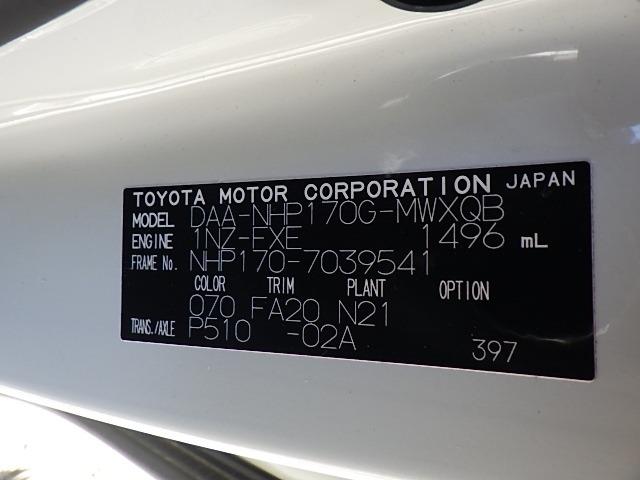 TOYOTA MOTOR CORPORATION JAPAN
MODEL DAA-NHP170G-MWXQB
ENGINE 1NZ-FXE 1496 mL
FRAME No. NHP170-7039541
COLOR TRIM PLANT OPTION
070 FA20 N21
TRANS./AXLE P510 -02A
397